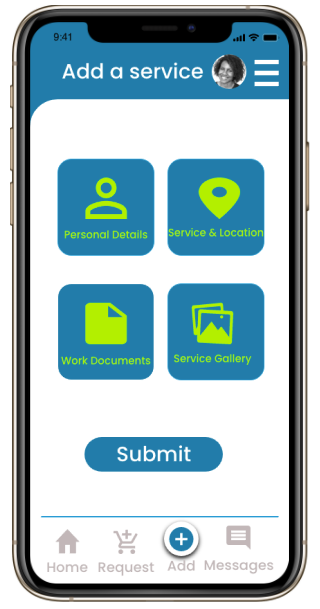 9:41
Add a service
Personal Details
Service & Location
Work Documents
Service Gallery
Submit
Home Request Add Messages